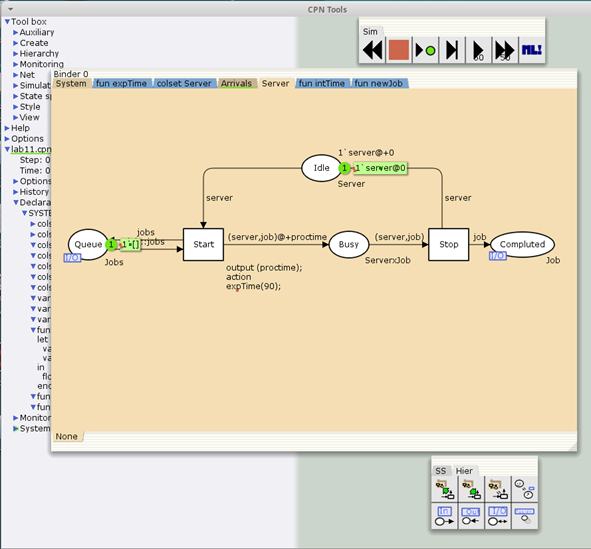 CPN Tools
Tool box
Auxiliary
Create
Hierarchy
Monitoring
Net
Simulat
State sp
Style
View
Help
Options
lab11.cpn
Step: 0
Time: 0
Options
History
Declara
SYSTE
cols
cols
cols
cols
cols
cols
var
var
fun
let
va
va
in
flo
end
fun
fun
Monitor
System
Sim
50
50
ML!
Binder 0
System
fun expTime
colset Server
Arrivals
Server
fun intTime
fun newJob
1`server@+0
Idle
1
1`server@0
Server
server
server
jobs
::jobs
Queue
1
1`[]
I/O
Jobs
Start
(server,job)@+proctime
Busy
(server,job)
Stop
job
Compluted
I/O
ServerxJob
Job
output (proctime);
action
expTime(90);
None
SS
Hier
In
Out
I/O